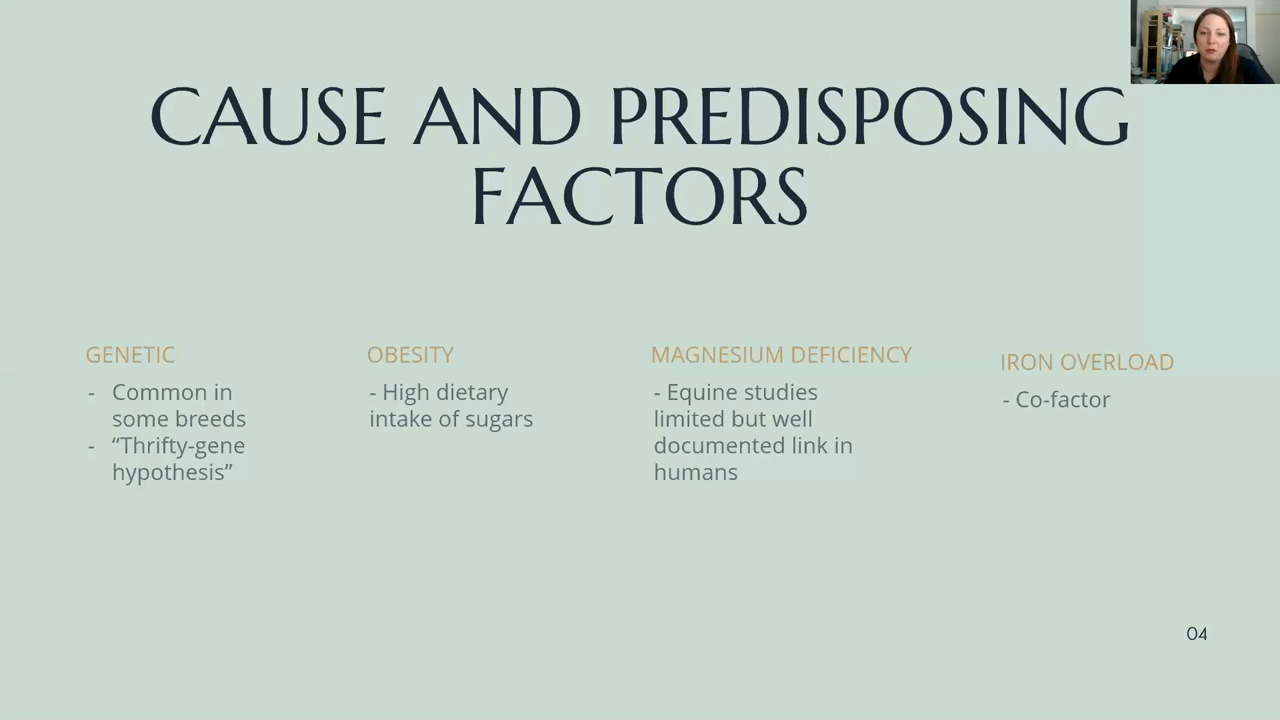 CAUSE AND PREDISPOSING
FACTORS
GENETIC
- Common in
some breeds
- “Thrifty-gene
hypothesis”
OBESITY
- High dietary
intake of sugars
MAGNESIUM DEFICIENCY
- Equine studies
limited but well
documented link in
humans
IRON OVERLOAD
- Co-factor
04